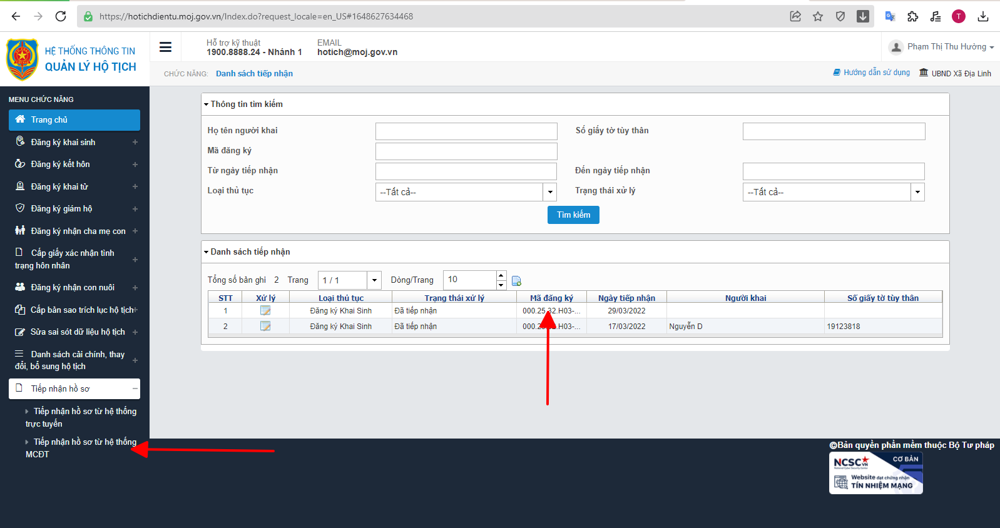 https://hotichdientu.moj.gov.vn/Index.do?request_locale=en_US#1648627634468
T
HỆ THỐNG THÔNG TIN
QUẢN LÝ HỘ TỊCH
Hỗ trợ kỹ thuật
1900.8888.24 - Nhánh 1
EMAIL
hotich@moj.gov.vn
Phạm Thị Thu Hường
CHỨC NĂNG: Danh sách tiếp nhận
Hướng dẫn sử dụng
UBND Xã Địa Linh
MENU CHỨC NĂNG
Trang chủ
Đăng ký khai sinh
Đăng ký kết hôn
Đăng ký khai tử
Đăng ký giám hộ
Đăng ký nhận cha mẹ con
Cấp giấy xác nhận tình
trạng hôn nhân
Đăng ký nhận con nuôi
Cấp bản sao trích lục hộ tịch
Sửa sai sót dữ liệu hộ tịch
Danh sách cải chính, thay
đổi, bổ sung hộ tịch
Tiếp nhận hồ sơ
Tiếp nhận hồ sơ từ hệ thống
trực tuyến
Tiếp nhận hồ sơ từ hệ thống
MCĐT
Thông tin tìm kiếm
Họ tên người khai
Số giấy tờ tùy thân
Mã đăng ký
Từ ngày tiếp nhận
Đến ngày tiếp nhận
Loại thủ tục --Tất cả--
Trạng thái xử lý --Tất cả--
Tìm kiếm
Danh sách tiếp nhận
Tổng số bản ghi 2 Trang 1 / 1 Dòng/Trang 10
STT Xử lý Loại thủ tục Trạng thái xử lý Mã đăng ký Ngày tiếp nhận Người khai Số giấy tờ tùy thân
1 Đăng ký Khai Sinh Đã tiếp nhận 000.25.32.H03-... 29/03/2022
2 Đăng ký Khai Sinh Đã tiếp nhận 17/03/2022 Nguyễn D 19123818
©Bản quyền phần mềm thuộc Bộ Tư pháp
NCSC VN
National Cyber Security Center
CƠ BẢN
Website đạt chứng nhận
TÍN NHIỆM MẠNG